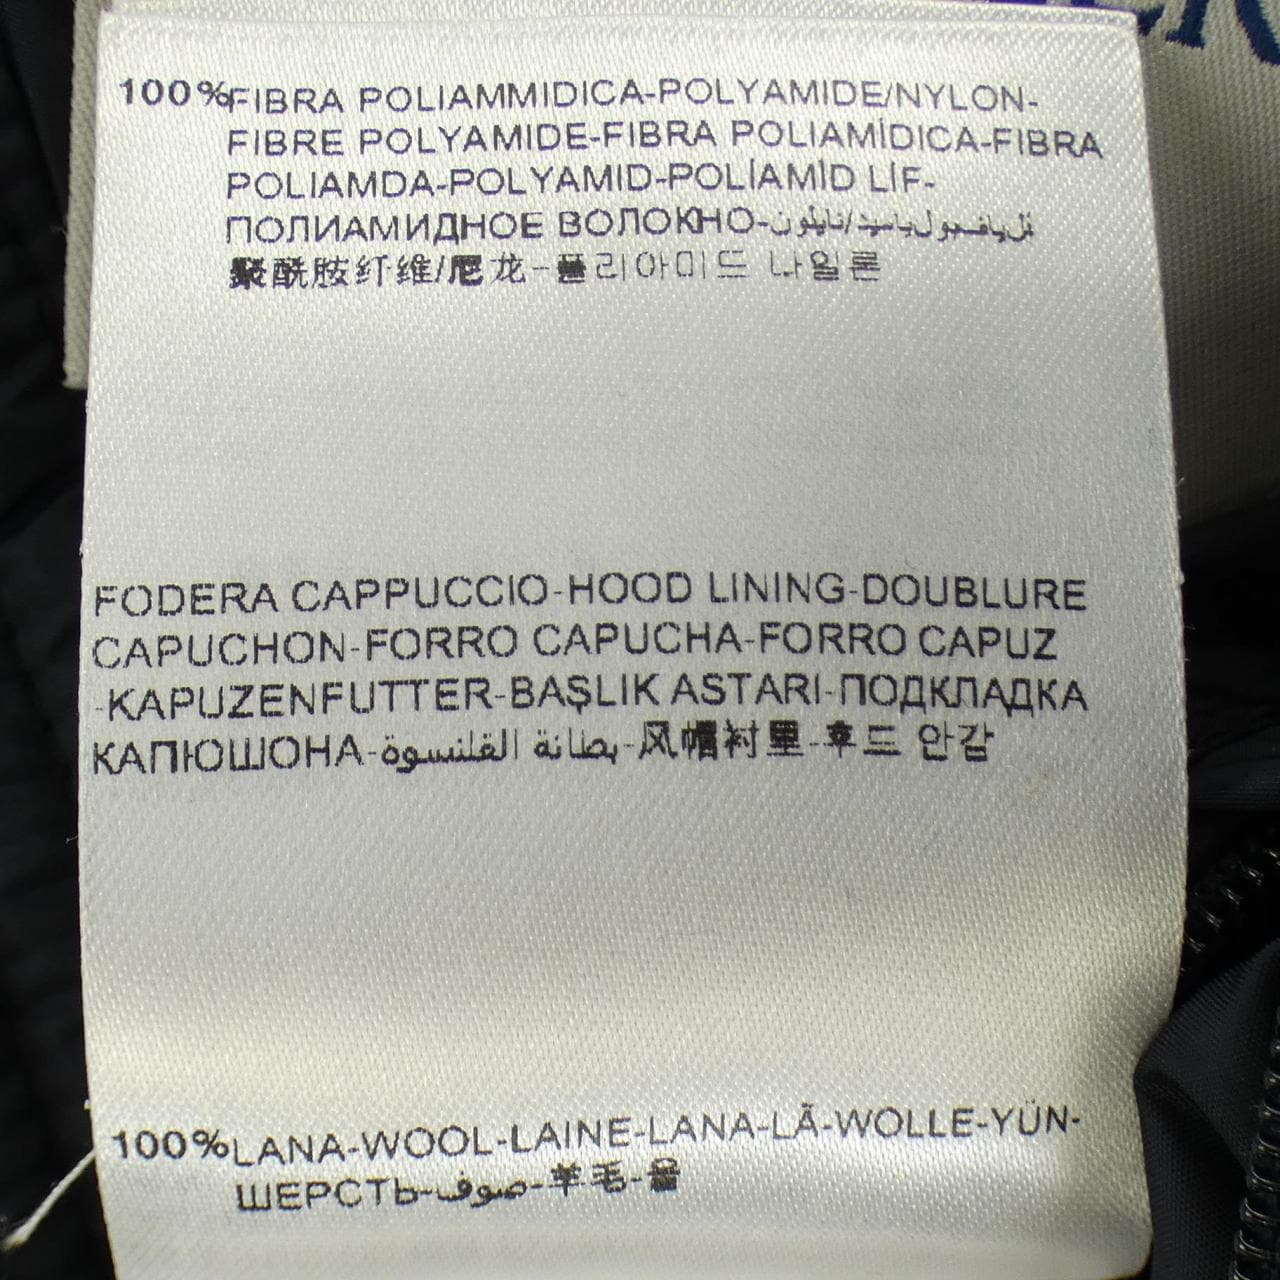 100%FIBRA POLIAMMIDICA-POLYAMIDE/NYLON-
FIBRE POLYAMIDE-FIBRA POLIAMİDICA-FIBRA
POLIAMDA-POLYAMID-POLİAMİD LİF-
ПОЛИАМИДНОЕ ВОЛОКНО-
聚酰胺纤维/尼龙-폴리아미드 나일론
FODERA CAPPUCCIO-HOOD LINING-DOUBLURE
CAPUCHON-FORRO CAPUCHA-FORRO CAPUZ
-KAPUZENFUTTER-BAŞLIK ASTARI-ПОДКЛАДКА
КАПЮШОНА-بطانة القلنسوة-风帽衬里-후드 안감
100%LANA-WOOL-LAINE-LANA-LÃ-WOLLE-YÜN-
ШЕРСТЬ-صوف-羊毛-울